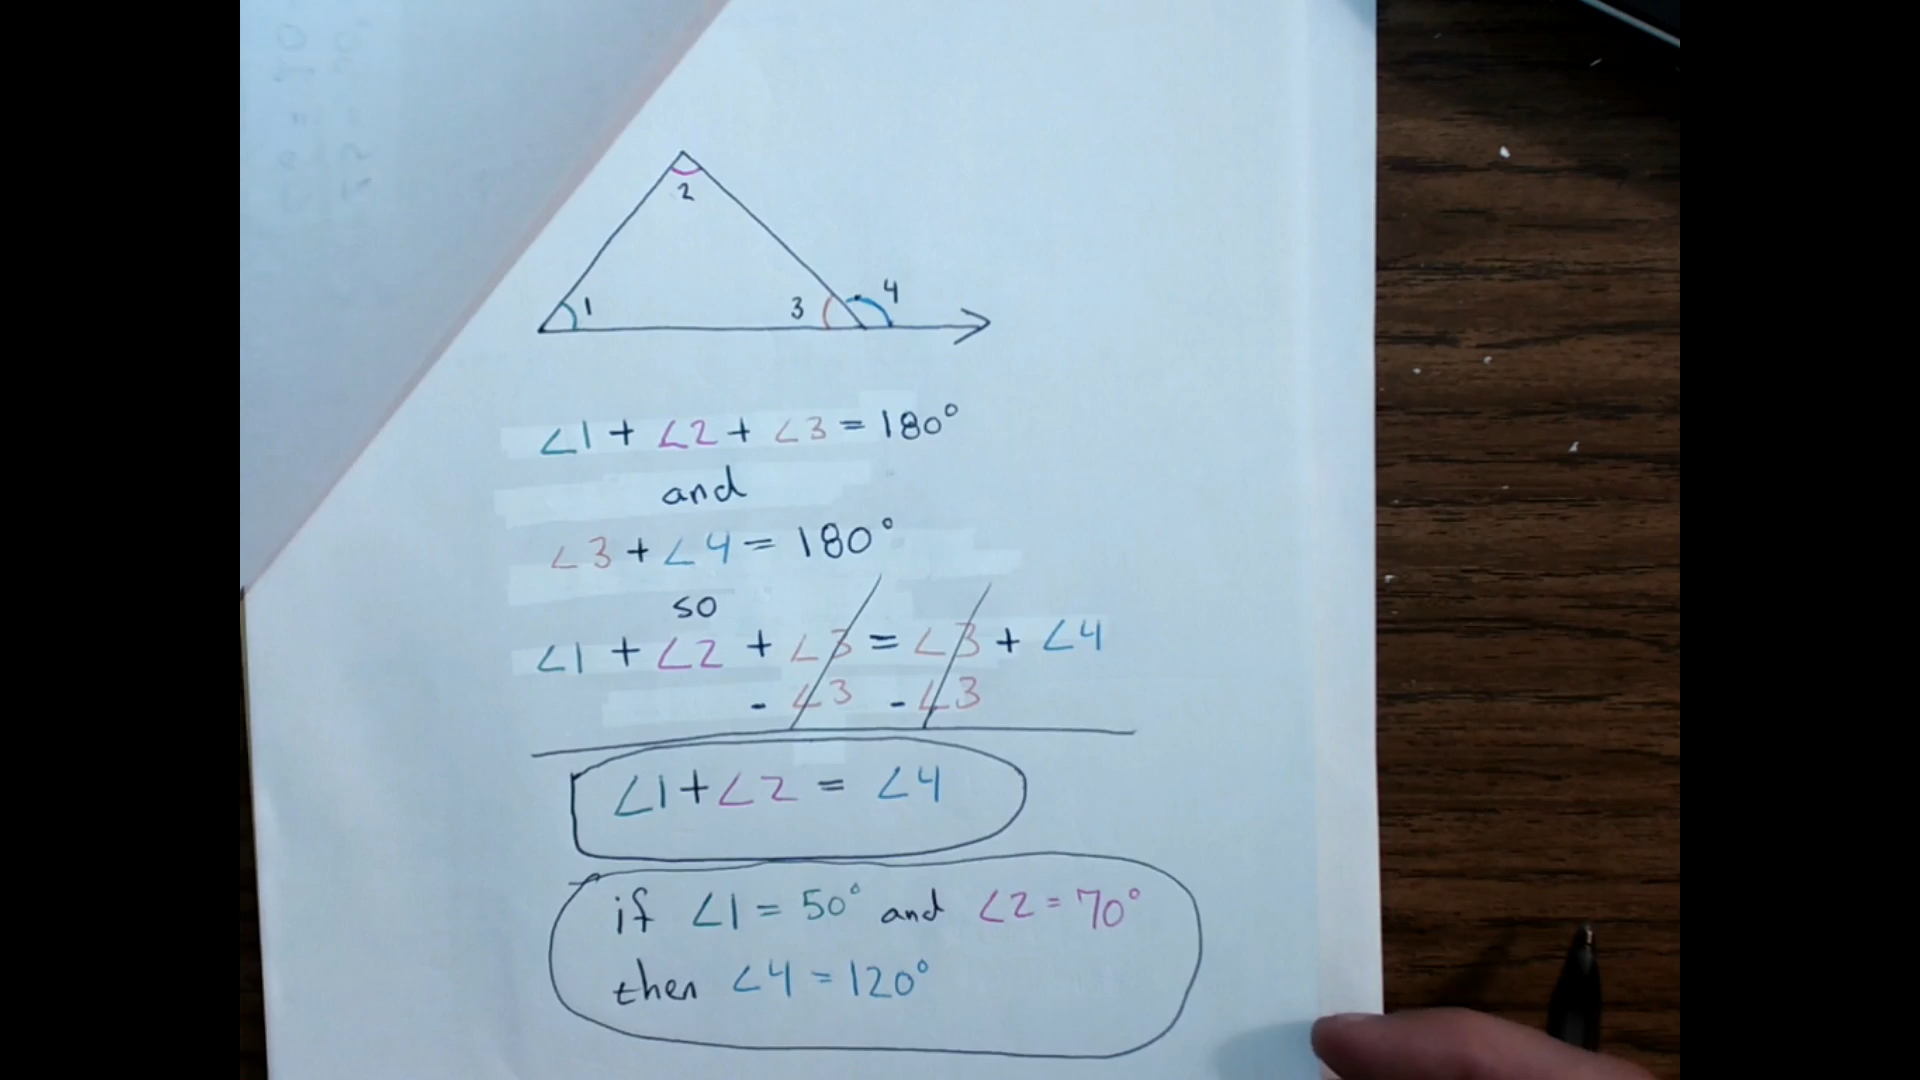 2
1
3
4
∠1 + ∠2 + ∠3 = 180°
and
∠3 + ∠4 = 180°
so
∠1 + ∠2 + ∠3 = ∠3 + ∠4
- ∠3 - ∠3
∠1 + ∠2 = ∠4
if ∠1 = 50° and ∠2 = 70°
then ∠4 = 120°